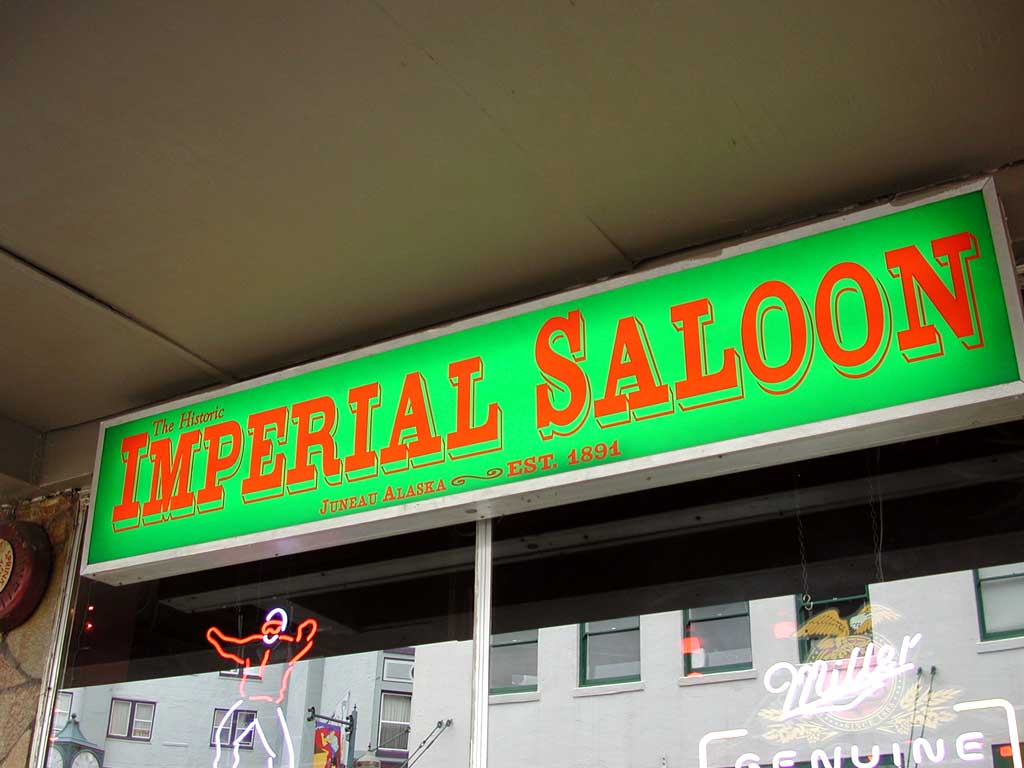 The Historic
IMPERIAL SALOON
JUNEAU ALASKA EST. 1891
Miller
GENUINE